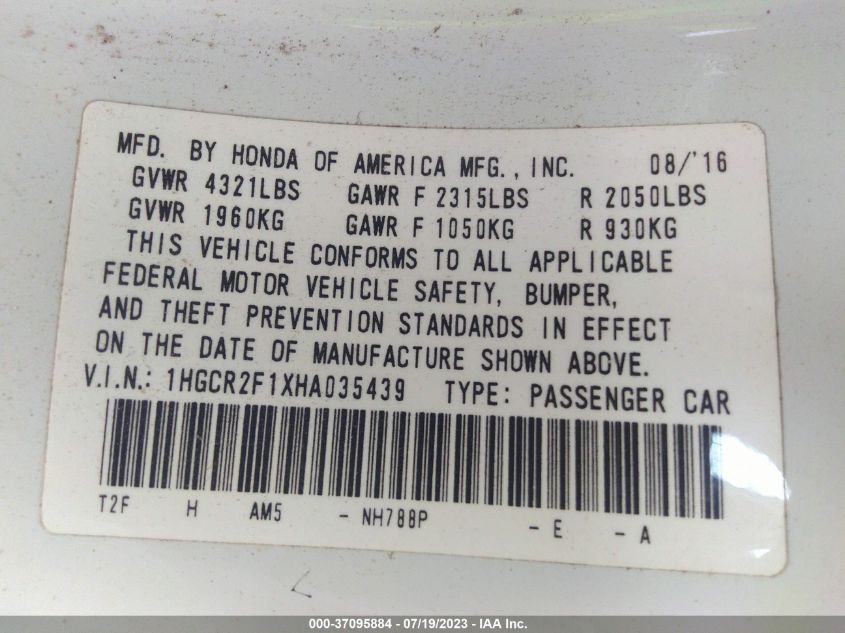 MFD. BY HONDA OF AMERICA MFG., INC. 08/'16
GVWR 4321LBS GAWR F 2315LBS R 2050LBS
GVWR 1960KG GAWR F 1050KG R 930KG
THIS VEHICLE CONFORMS TO ALL APPLICABLE
FEDERAL MOTOR VEHICLE SAFETY, BUMPER,
AND THEFT PREVENTION STANDARDS IN EFFECT
ON THE DATE OF MANUFACTURE SHOWN ABOVE.
V.I.N.: 1HGCR2F1XHA035439 TYPE: PASSENGER CAR
T2F H AM5 - NH788P - E - A
000-37095884 - 07/19/2023 - IAA Inc.